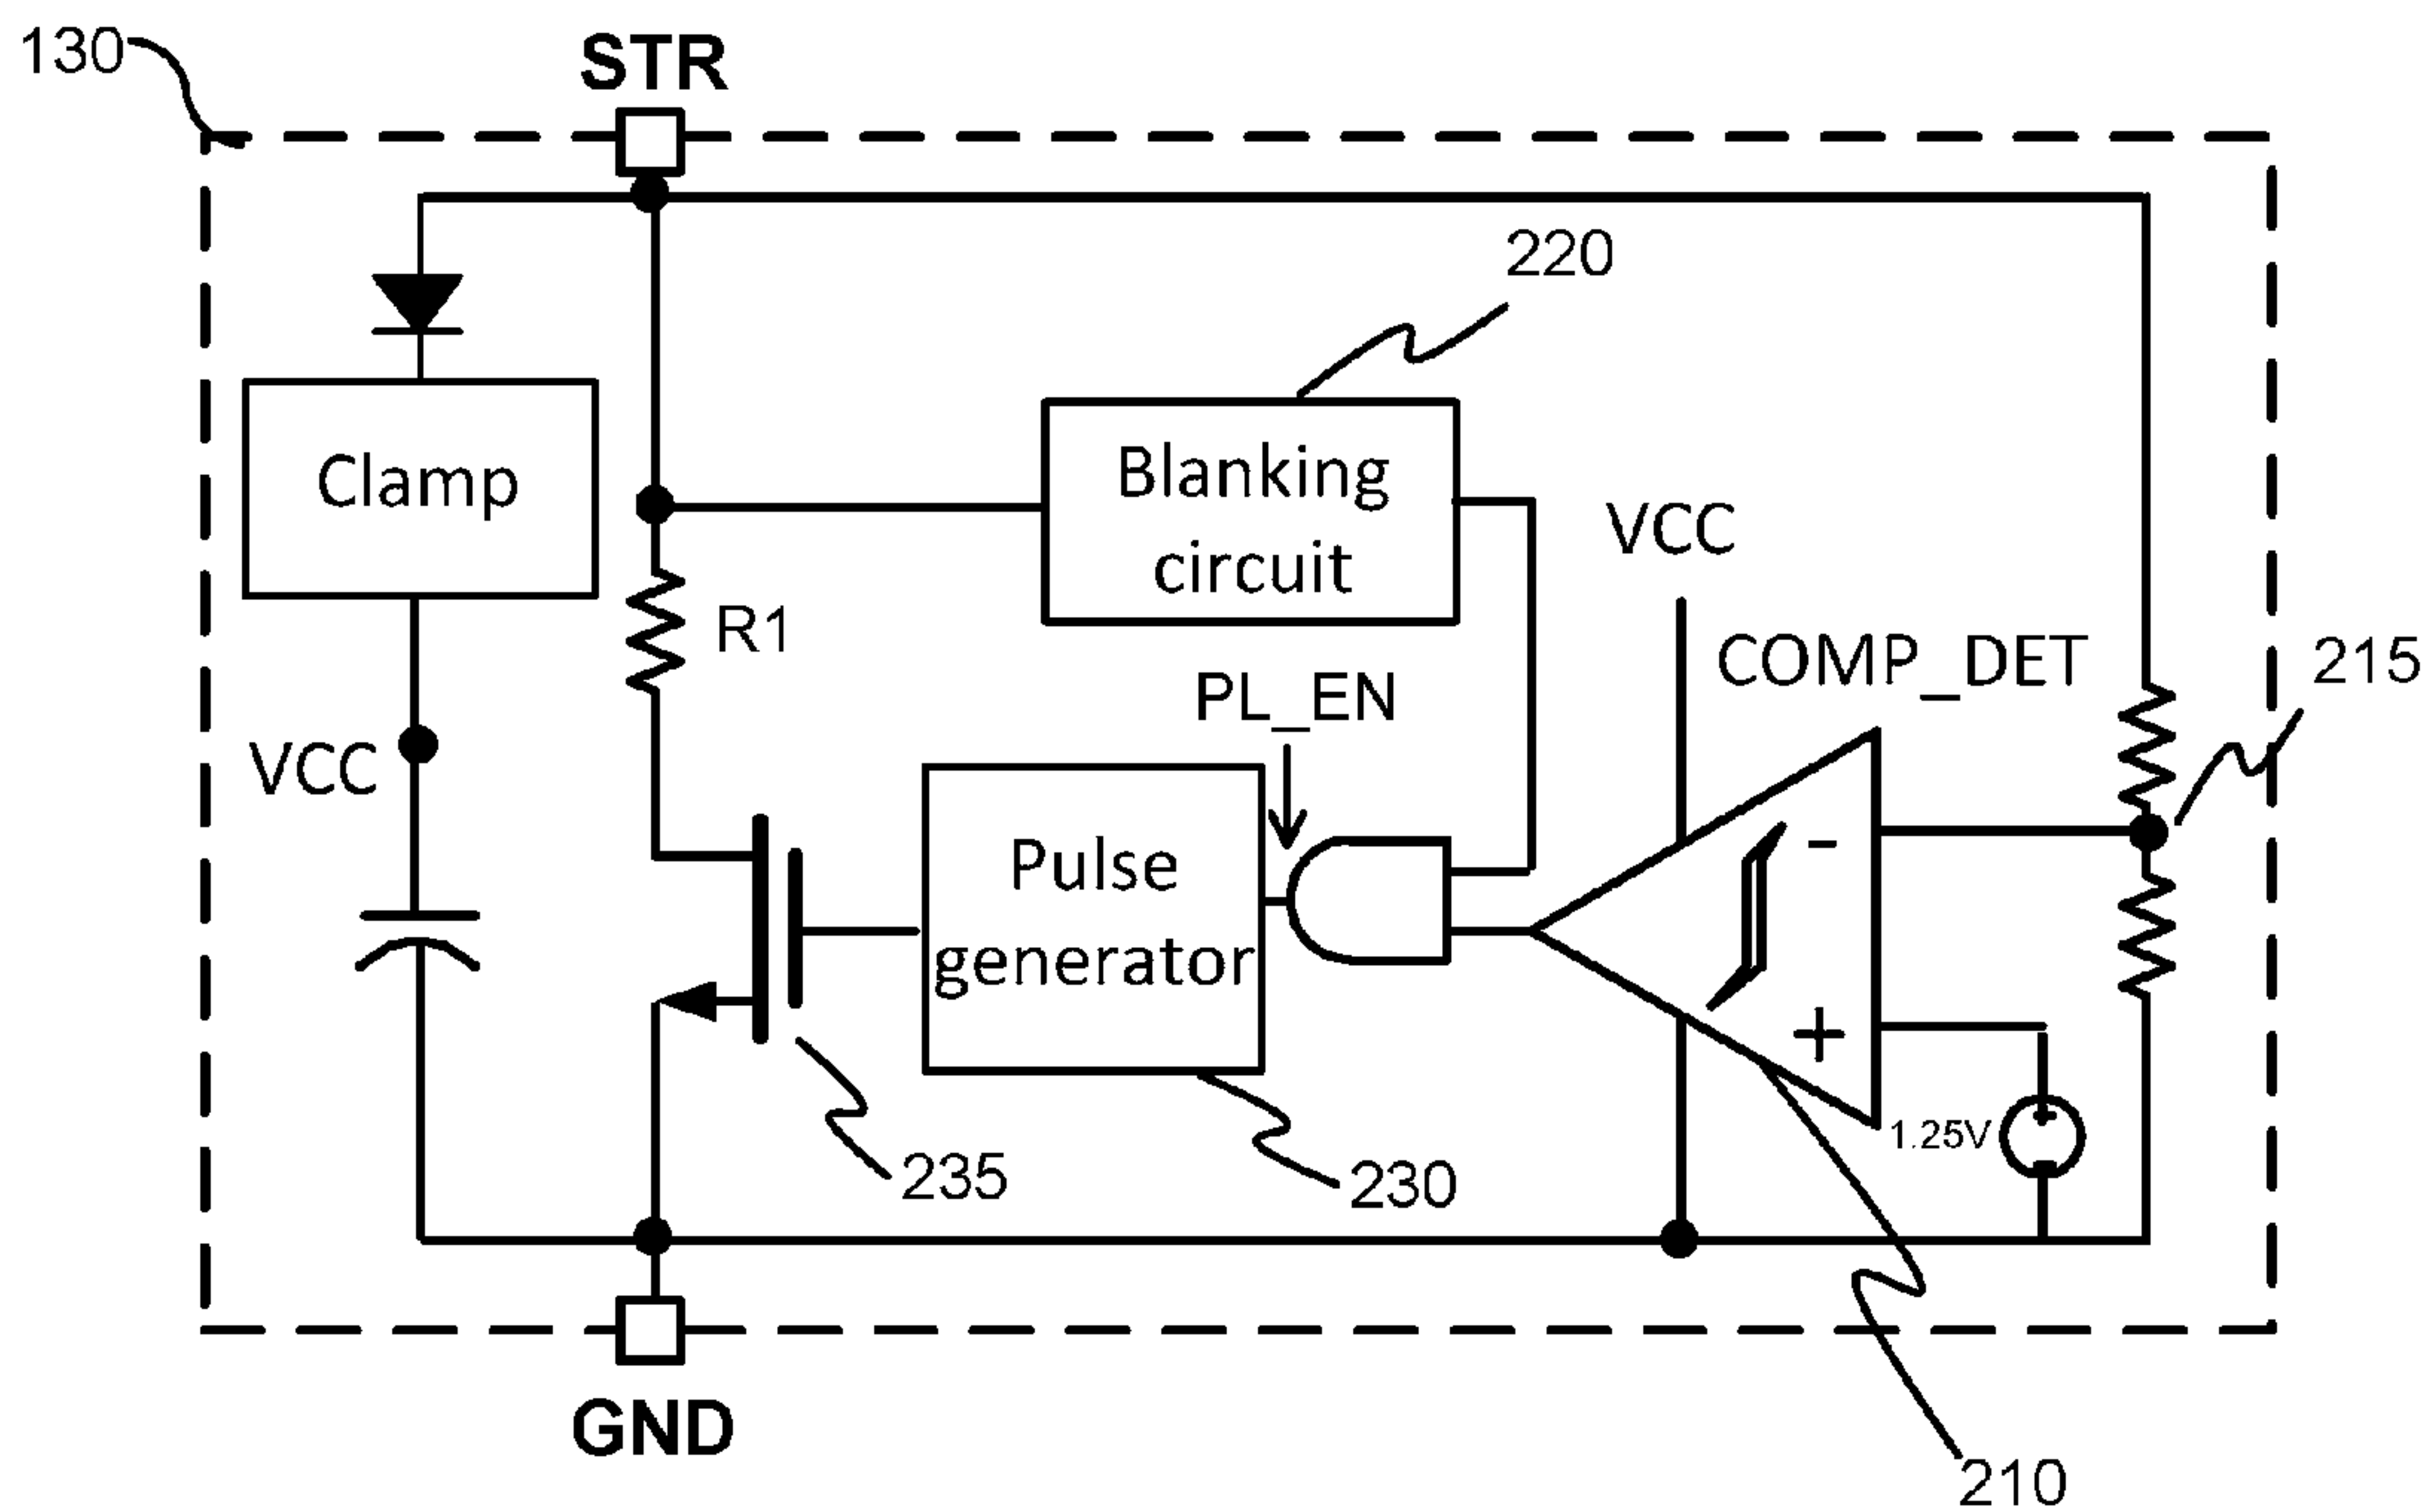 130
STR
220
Clamp
Blanking
circuit
VCC
R1
COMP_DET
215
PL_EN
VCC
Pulse
generator
-
+
1.25V
235
230
GND
210